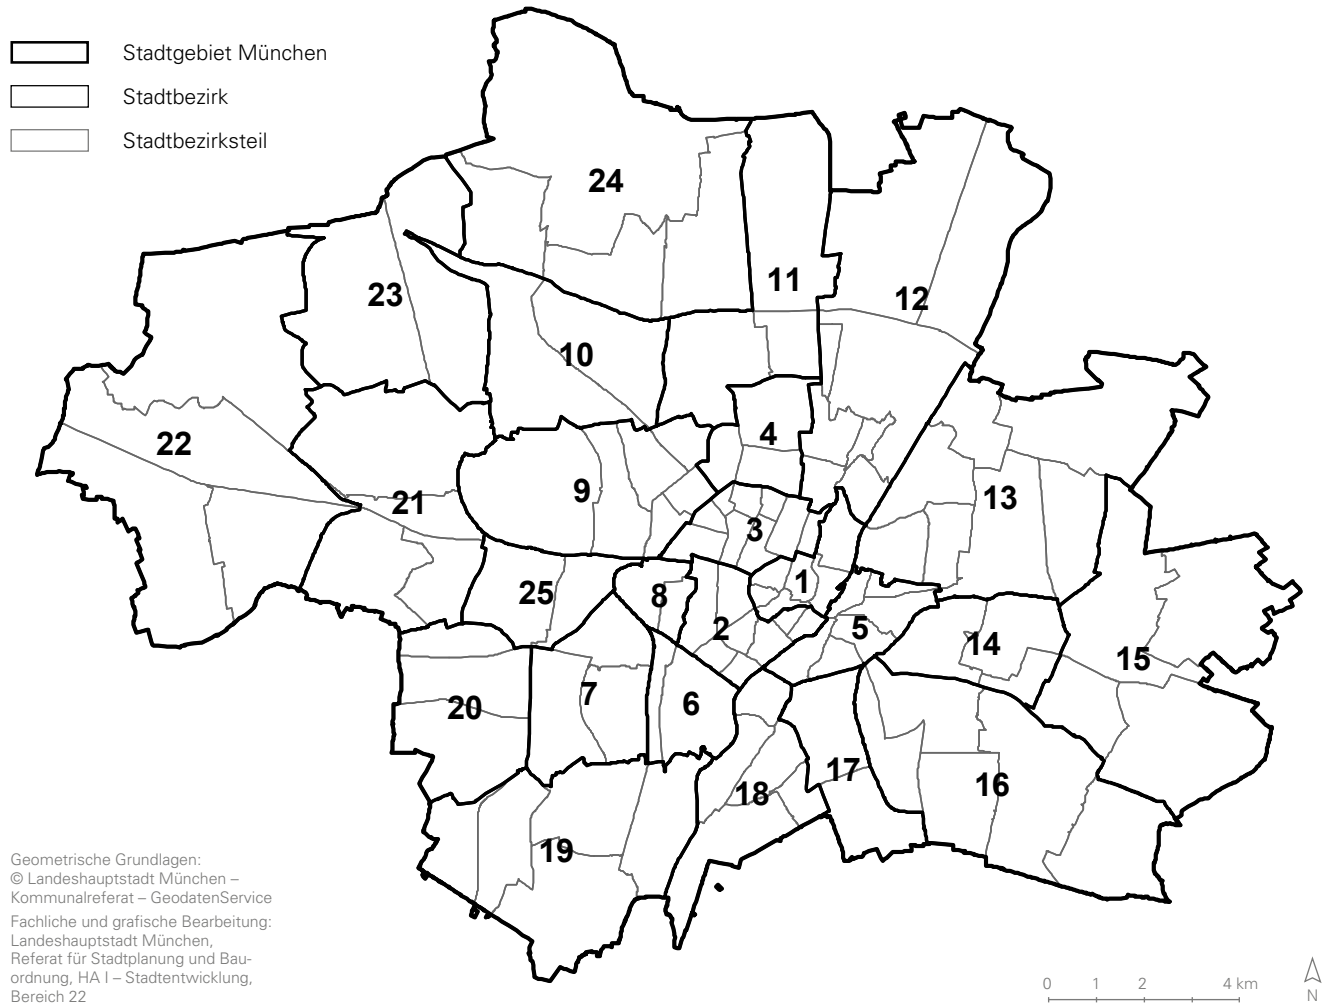 Stadtgebiet München
Stadtbezirk
Stadtbezirksteil
24
11
12
23
10
4
22
9
21
13
3
1
25
8
2
5
14
15
7
6
20
17
16
18
19
Geometrische Grundlagen:
© Landeshauptstadt München –
Kommunalreferat – GeodatenService
Fachliche und grafische Bearbeitung:
Landeshauptstadt München,
Referat für Stadtplanung und Bau-
ordnung, HA I – Stadtentwicklung,
Bereich 22
0 1 2 4 km
N